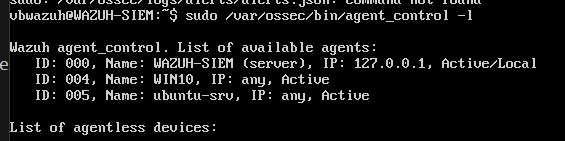 sudo: /var/ossec/logs/alerts/alerts.json: command not found
vbwazuh@WAZUH-SIEM:~$ sudo /var/ossec/bin/agent_control -l
Wazuh agent_control. List of available agents:
ID: 000, Name: WAZUH-SIEM (server), IP: 127.0.0.1, Active/Local
e
ID: 004, Name: WIN10, IP: any, Active
ID: 005, Name: ubuntu-srv, IP: any, Active
List of agentless devices: